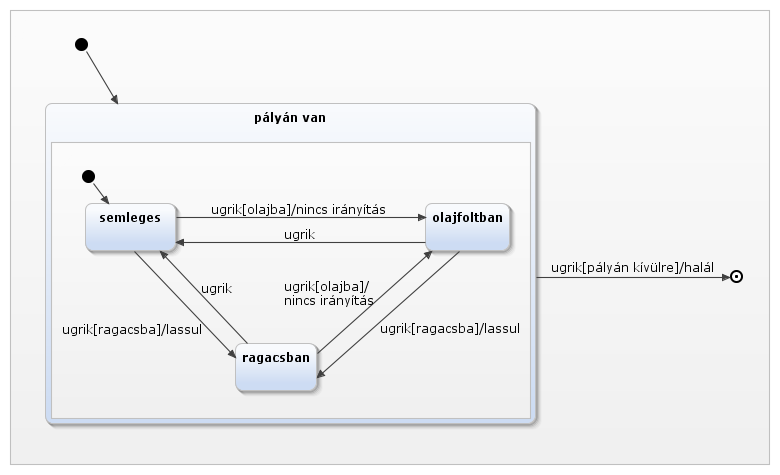 pályán van
semleges
ugrik[olajba]/nincs irányítás
olajfoltban
ugrik
ugrik[pályán kívülre]/halál
ugrik
ugrik[olajba]/
nincs irányítás
ugrik[ragacsba]/lassul
ugrik[ragacsba]/lassul
ragacsban